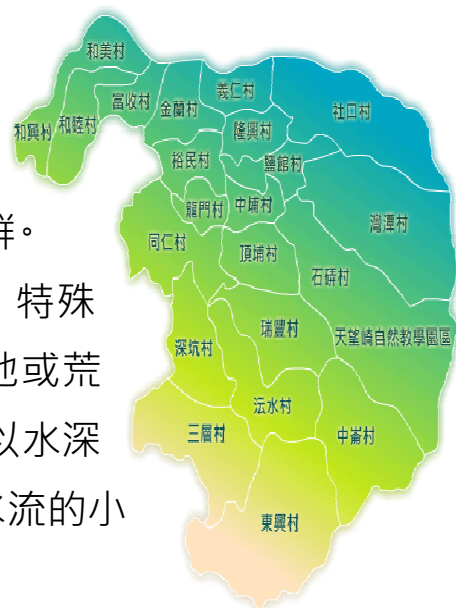 和美村
義仁村
社口村
富收村
金蘭村
和興村
和睦村
隆興村
裕民村
鹽館村
龍門村
中埔村
灣潭村
群。
同仁村
頂埔村
石硦村
特殊
瑞豐村
天望崎自然教學園區
深坑村
地或荒
沄水村
三層村
中崙村
以水深
水流的小
東興村